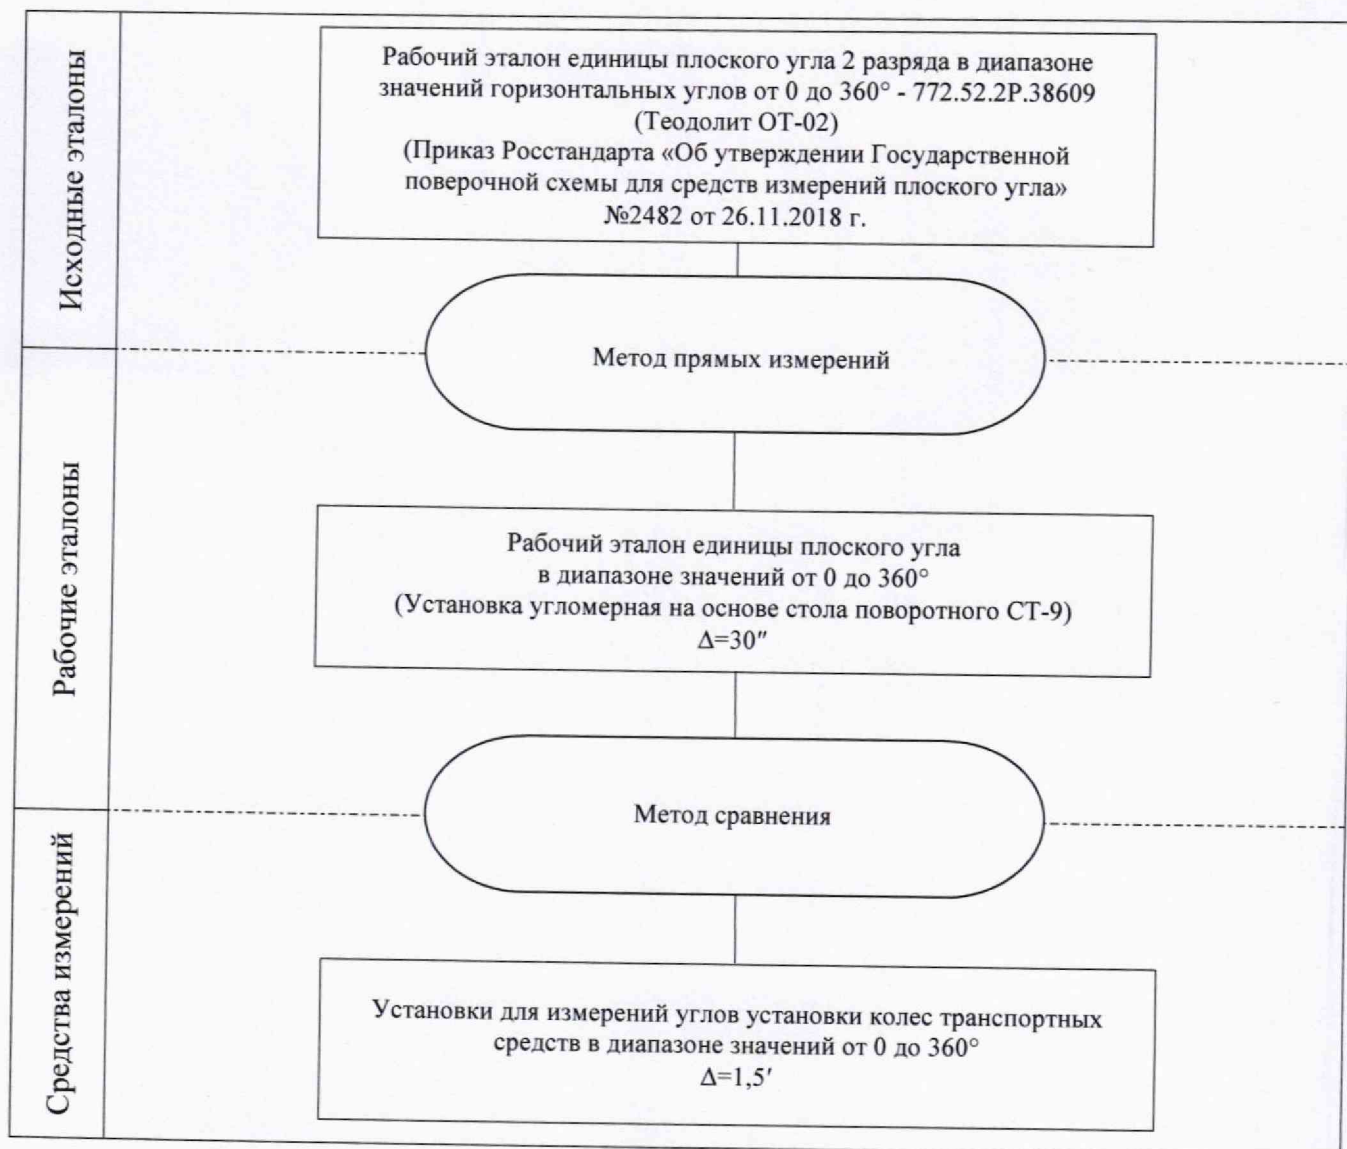 Исходные эталоны
Рабочий эталон единицы плоского угла 2 разряда в диапазоне
значений горизонтальных углов от 0 до 360° - 772.52.2Р.38609
(Теодолит ОТ-02)
(Приказ Росстандарта «Об утверждении Государственной
поверочной схемы для средств измерений плоского угла»
№2482 от 26.11.2018 г.
Метод прямых измерений
Рабочие эталоны
Рабочий эталон единицы плоского угла
в диапазоне значений от 0 до 360°
(Установка угломерная на основе стола поворотного СТ-9)
Δ=30″
Метод сравнения
Средства измерений
Установки для измерений углов установки колес транспортных
средств в диапазоне значений от 0 до 360°
Δ=1,5′